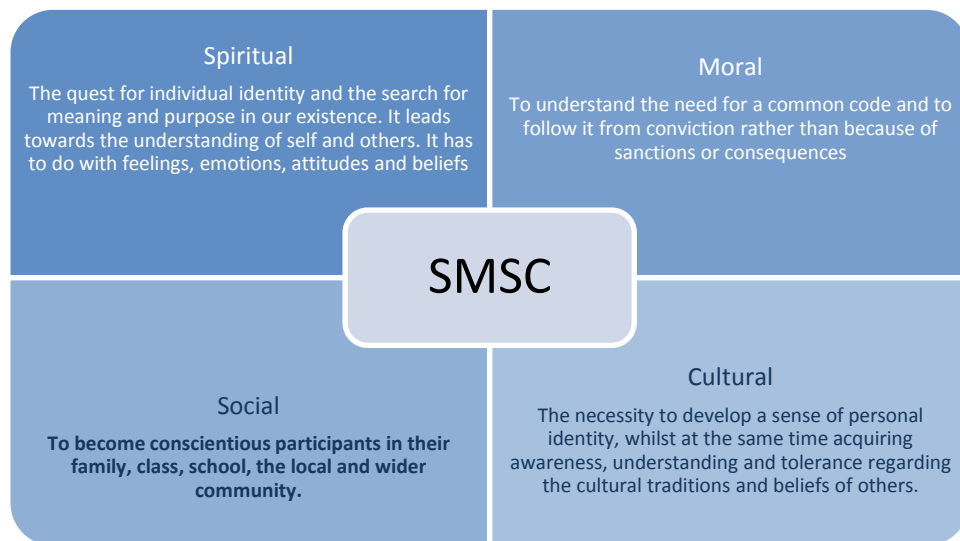 Spiritual
The quest for individual identity and the search for
meaning and purpose in our existence. It leads
towards the understanding of self and others. It has
to do with feelings, emotions, attitudes and beliefs
Moral
To understand the need for a common code and to
follow it from conviction rather than because of
sanctions or consequences
SMSC
Social
To become conscientious participants in their
family, class, school, the local and wider
community.
Cultural
The necessity to develop a sense of personal
identity, whilst at the same time acquiring
awareness, understanding and tolerance regarding
the cultural traditions and beliefs of others.